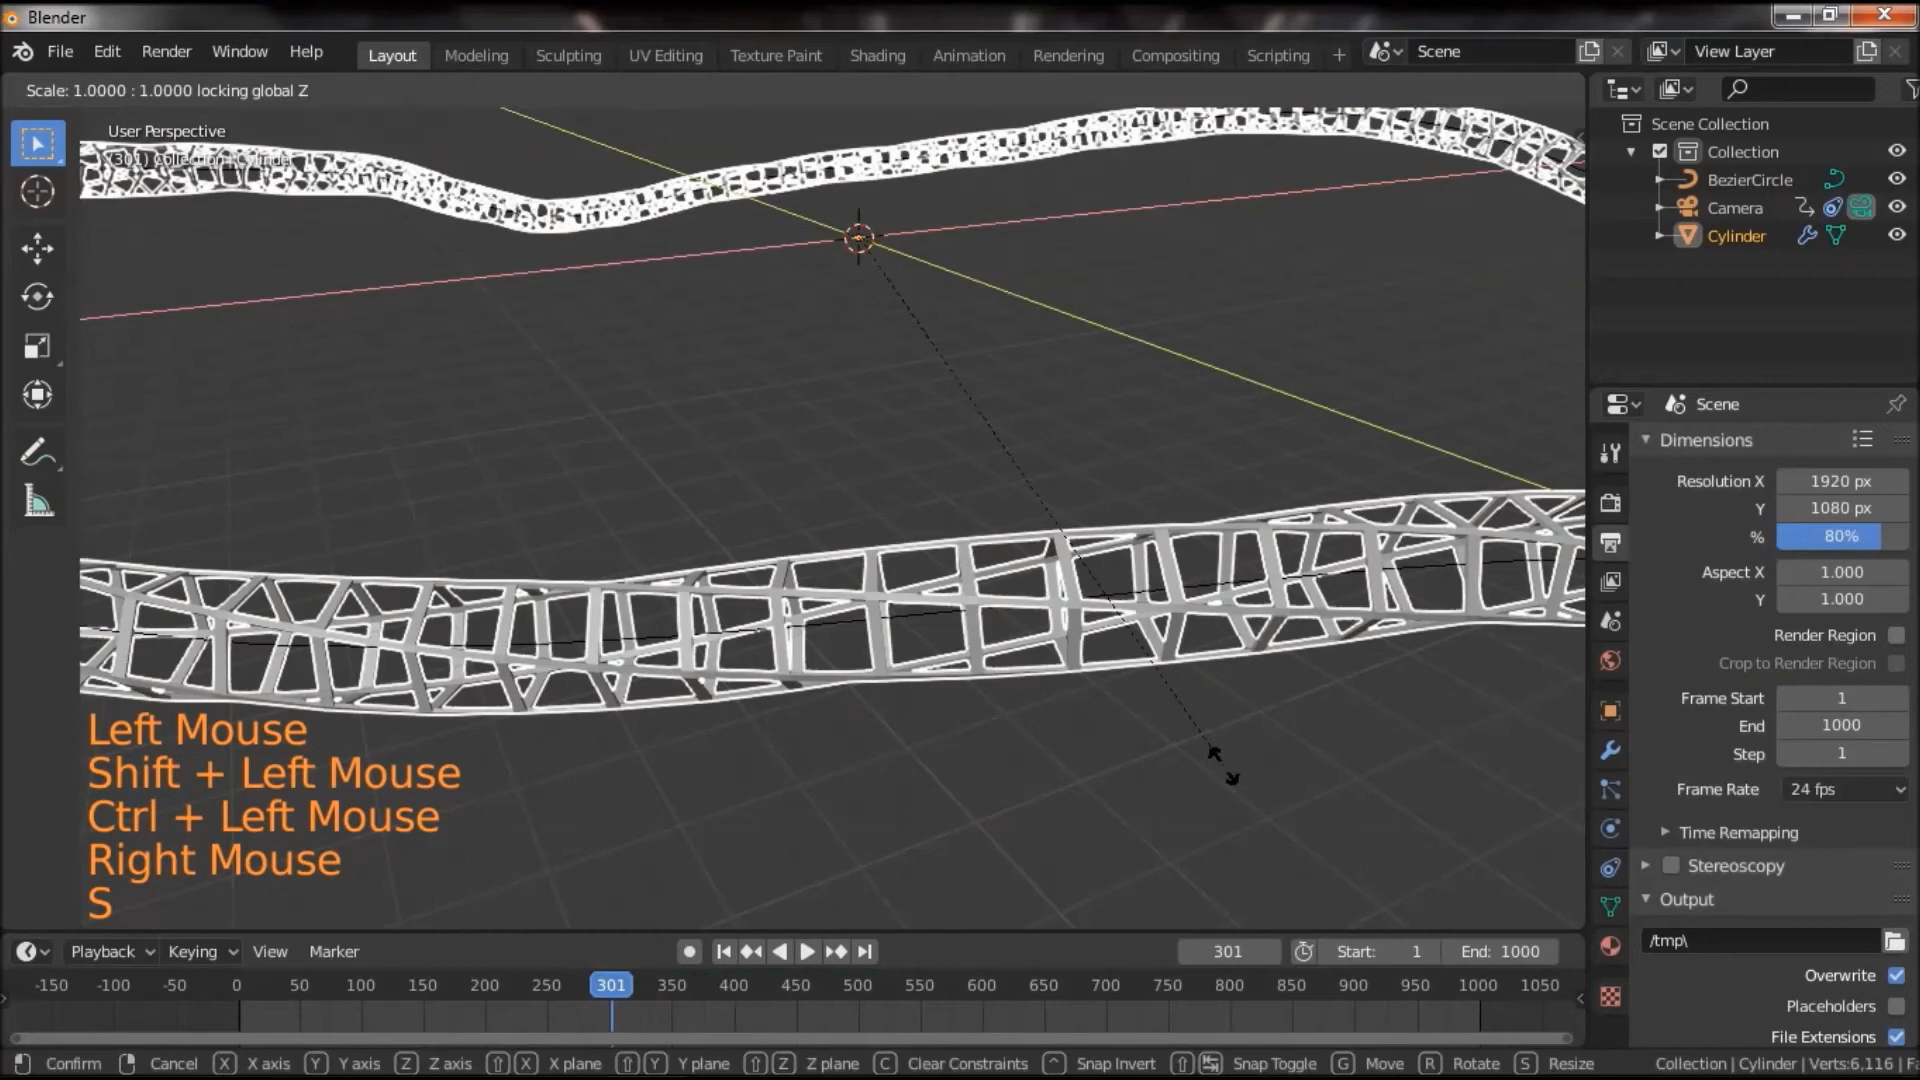 Blender
File Edit Render Window Help Layout Modeling Sculpting UV Editing Texture Paint Shading Animation Rendering Compositing Scripting + Scene View Layer
Scale: 1.0000 : 1.0000 locking global Z
User Perspective
(301) Collection | Cylinder
Scene Collection
Collection
BezierCircle
Camera
Cylinder
Scene
Dimensions
Resolution X 1920 px
Y 1080 px
% 80%
Aspect X 1.000
Y 1.000
Render Region
Crop to Render Region
Frame Start 1
End 1000
Step 1
Frame Rate 24 fps
Time Remapping
Stereoscopy
Output
/tmp\
Overwrite
Placeholders
File Extensions
Left Mouse
Shift + Left Mouse
Ctrl + Left Mouse
Right Mouse
S
Playback Keying View Marker 301 Start: 1 End: 1000
-150 -100 -50 0 50 100 150 200 250 301 350 400 450 500 550 600 650 700 750 800 850 900 950 1000 1050
Confirm Cancel X X axis Y Y axis Z Z axis X X plane Y Y plane Z Z plane C Clear Constraints Snap Invert Snap Toggle G Move R Rotate S Resize Collection | Cylinder | Verts:6,116 | Fa